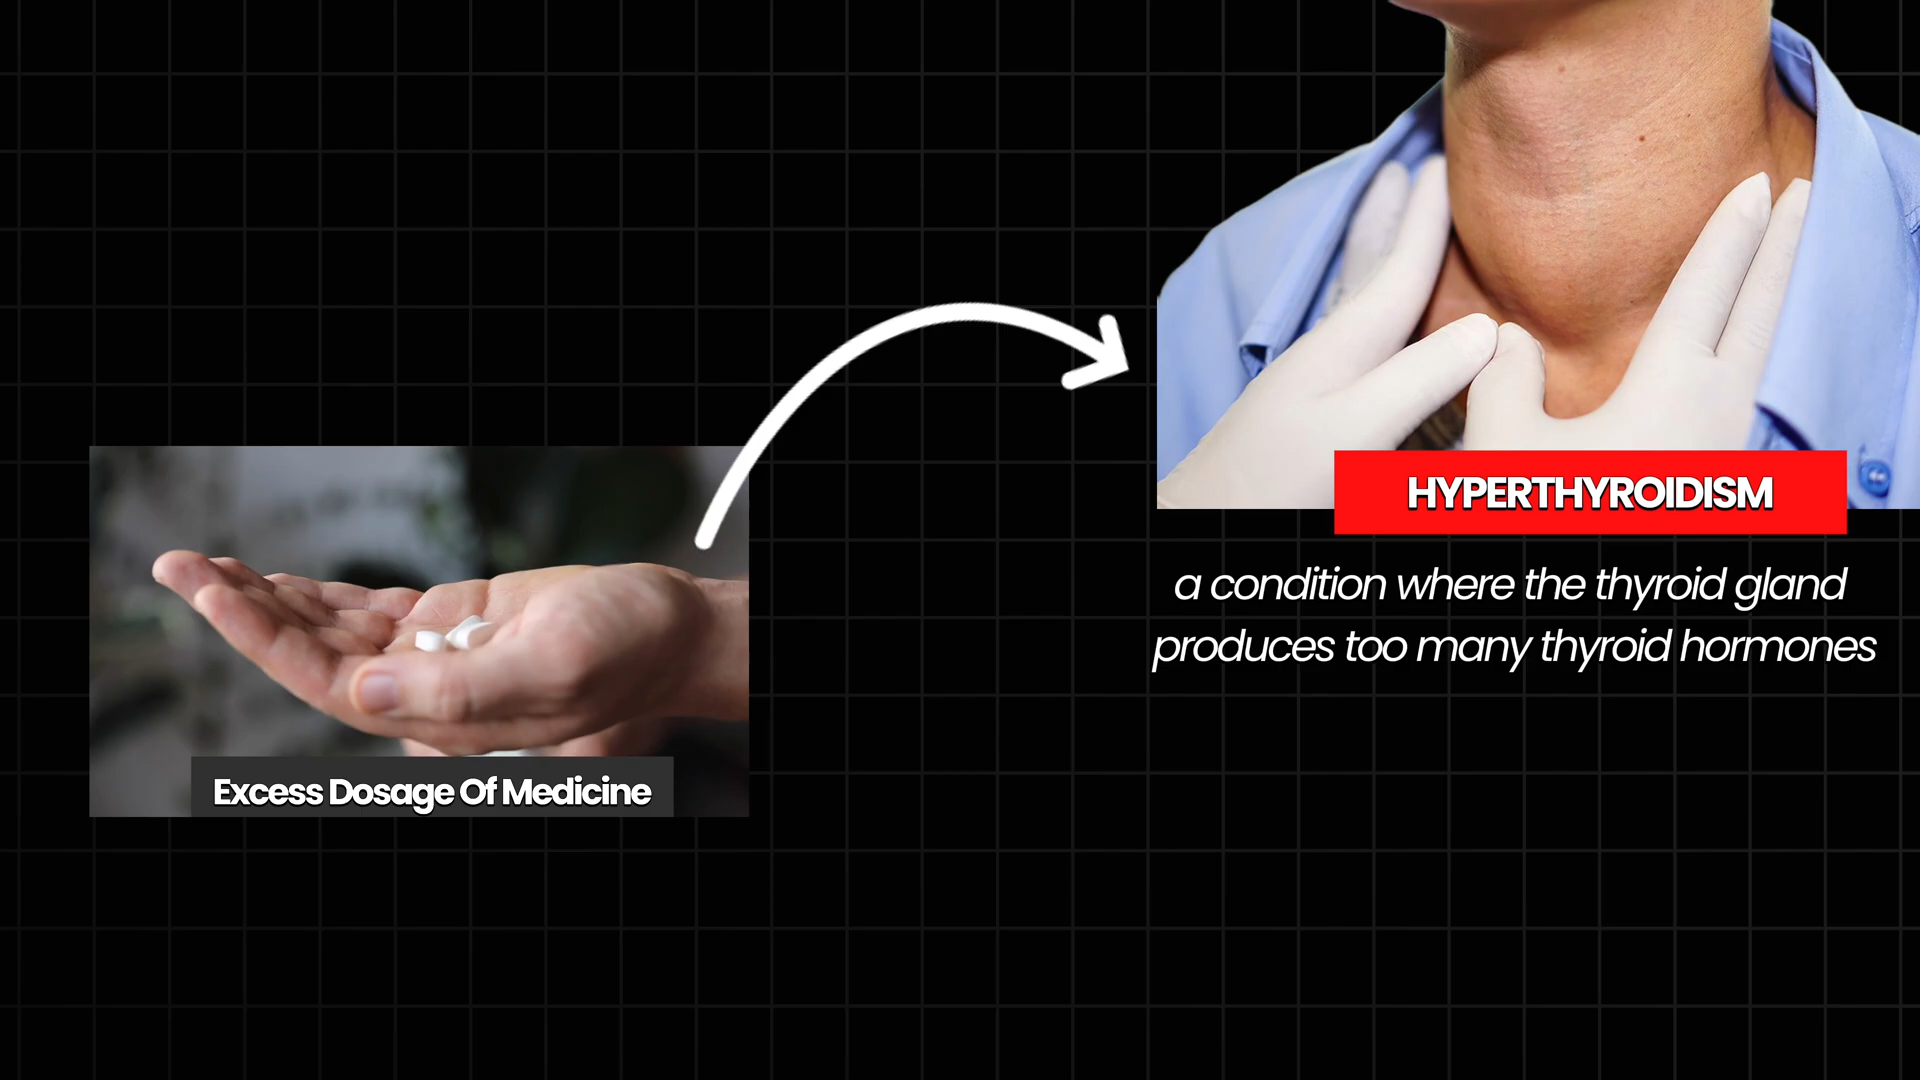 HYPERTHYROIDISM
a condition where the thyroid gland
produces too many thyroid hormones
Excess Dosage Of Medicine